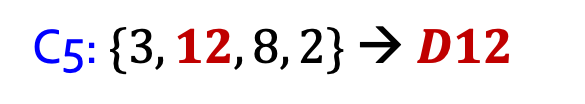 C5: {3, 12, 8, 2} → D12